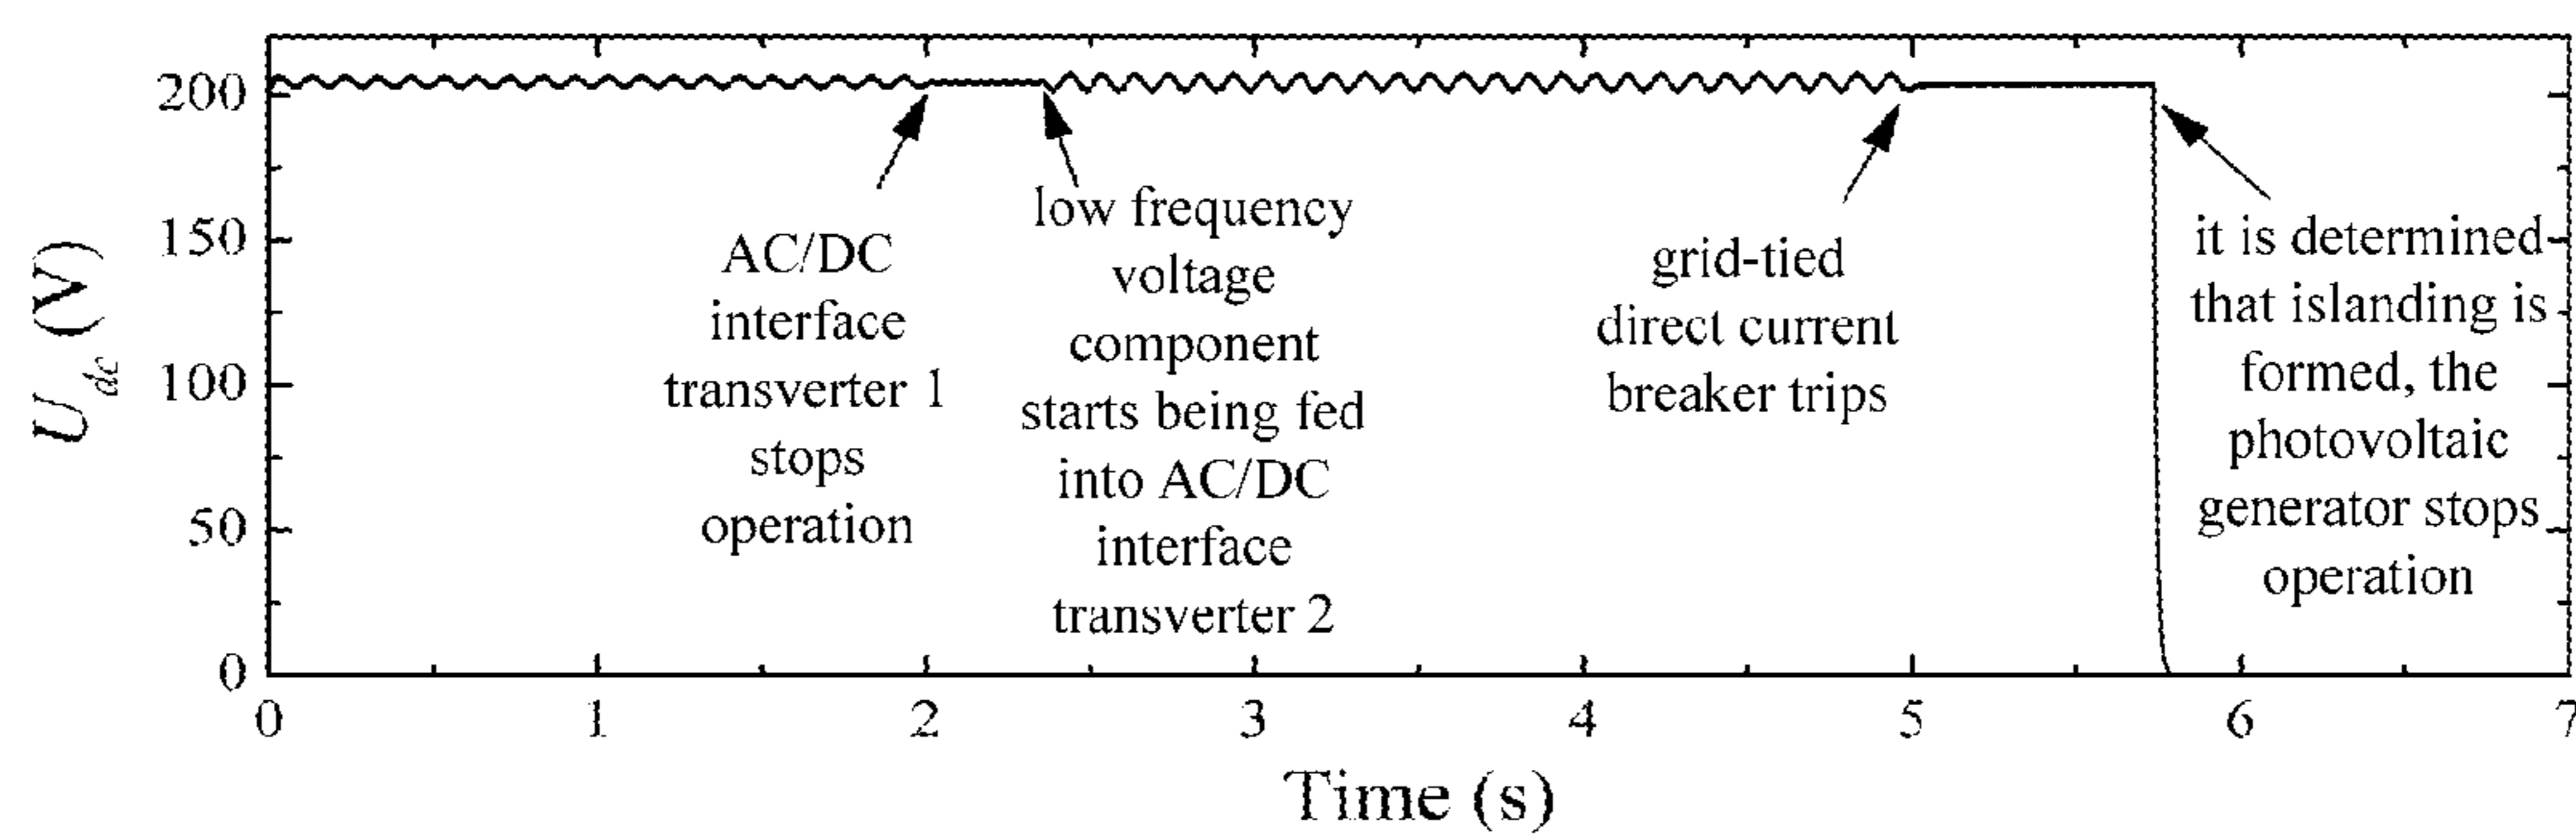 200
150
100
50
0
U dc (V)
AC/DC
interface
transverter 1
stops
operation
low frequency
voltage
component
starts being fed
into AC/DC
interface
transverter 2
grid-tied
direct current
breaker trips
it is determined
that islanding is
formed, the
photovoltaic
generator stops
operation
0 1 2 3 4 5 6 7
Time (s)